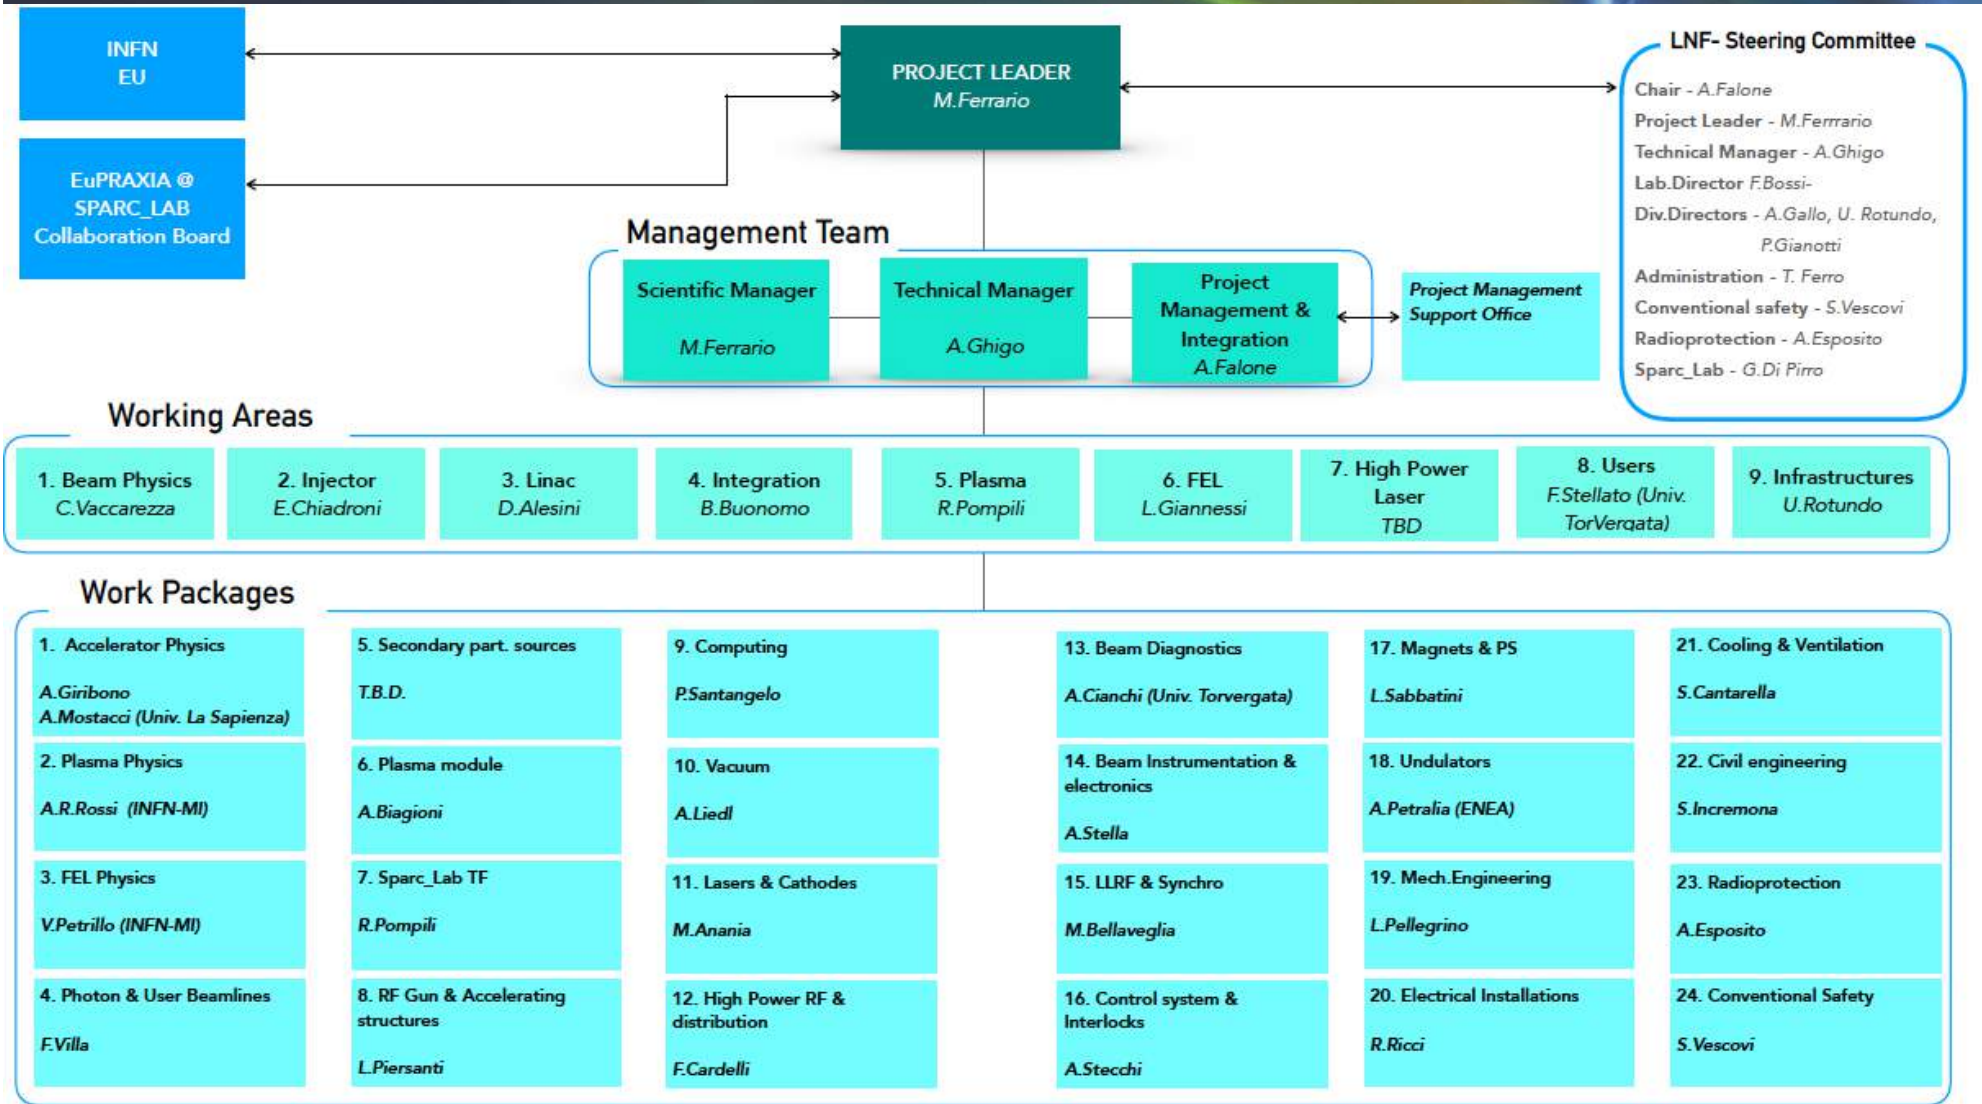 INFN
EU
EuPRAXIA @
SPARC_LAB
Collaboration Board
PROJECT LEADER
M.Ferrario
LNF- Steering Committee
Chair - A.Falone
Project Leader - M.Ferrrario
Technical Manager - A.Ghigo
Lab.Director F.Bossi-
Div.Directors - A.Gallo, U. Rotundo,
P.Gianotti
Administration - T. Ferro
Conventional safety - S.Vescovi
Radioprotection - A.Esposito
Sparc_Lab - G.Di Pirro
Management Team
Scientific Manager
M.Ferrario
Technical Manager
A.Ghigo
Project
Management &
Integration
A.Falone
Project Management
Support Office
Working Areas
1. Beam Physics
C.Vaccarezza
2. Injector
E.Chiadroni
3. Linac
D.Alesini
4. Integration
B.Buonomo
5. Plasma
R.Pompili
6. FEL
L.Giannessi
7. High Power
Laser
TBD
8. Users
F.Stellato (Univ.
TorVergata)
9. Infrastructures
U.Rotundo
Work Packages
1. Accelerator Physics
A.Giribono
A.Mostacci (Univ. La Sapienza)
2. Plasma Physics
A.R.Rossi (INFN-MI)
3. FEL Physics
V.Petrillo (INFN-MI)
4. Photon & User Beamlines
F.Villa
5. Secondary part. sources
T.B.D.
6. Plasma module
A.Biagioni
7. Sparc_Lab TF
R.Pompili
8. RF Gun & Accelerating
structures
L.Piersanti
9. Computing
P.Santangelo
10. Vacuum
A.Liedl
11. Lasers & Cathodes
M.Anania
12. High Power RF &
distribution
F.Cardelli
13. Beam Diagnostics
A.Cianchi (Univ. Torvergata)
14. Beam Instrumentation &
electronics
A.Stella
15. LLRF & Synchro
M.Bellaveglia
16. Control system &
Interlocks
A.Stecchi
17. Magnets & PS
L.Sabbatini
18. Undulators
A.Petralia (ENEA)
19. Mech.Engineering
L.Pellegrino
20. Electrical Installations
R.Ricci
21. Cooling & Ventilation
S.Cantarella
22. Civil engineering
S.Incremona
23. Radioprotection
A.Esposito
24. Conventional Safety
S.Vescovi